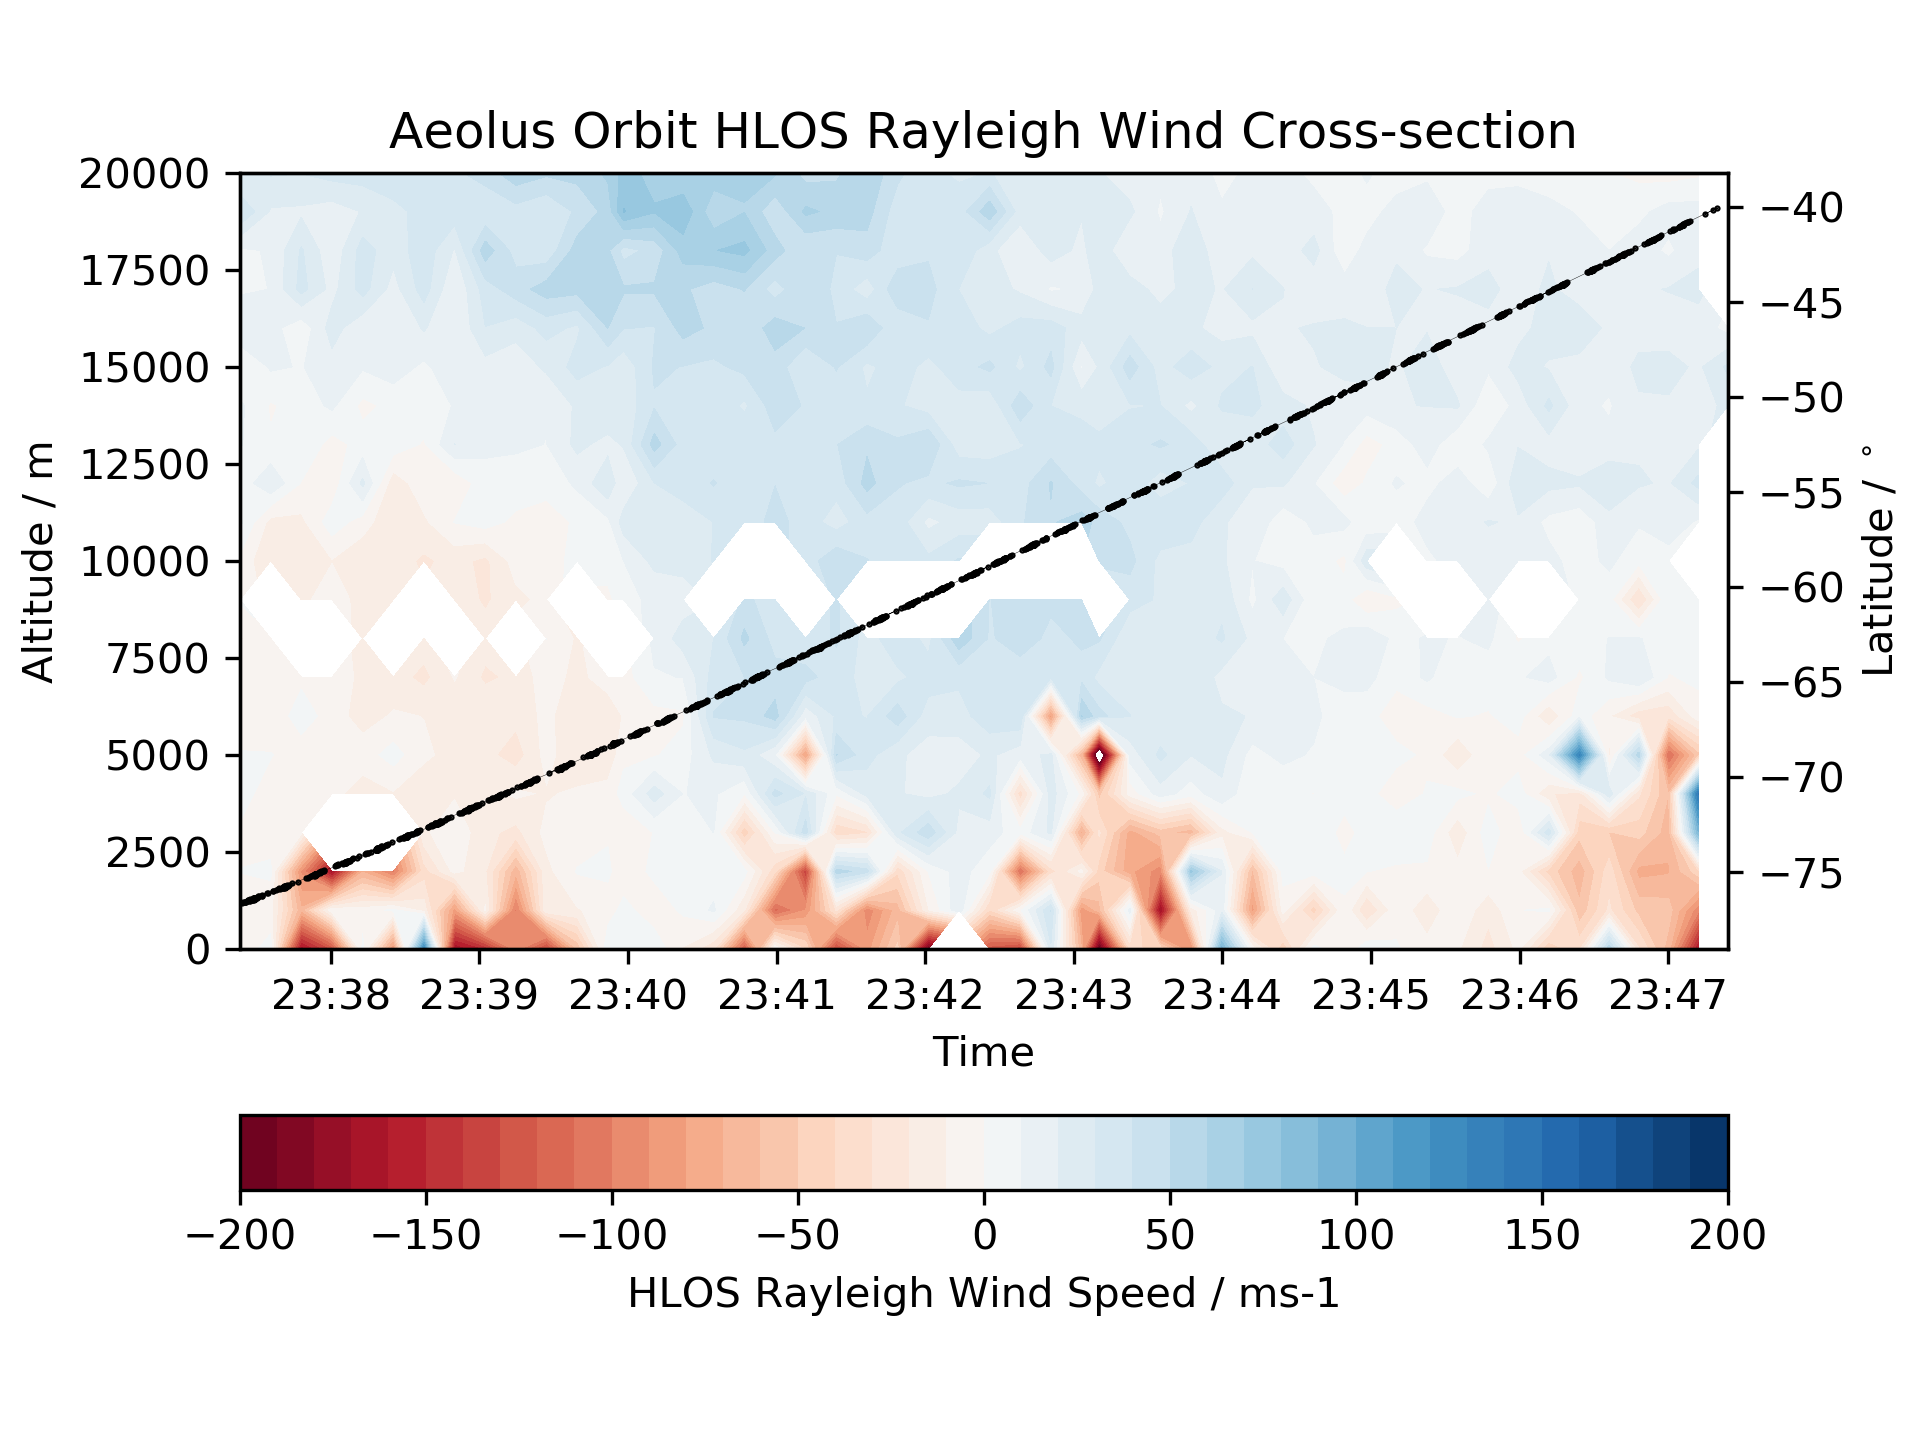 Aeolus Orbit HLOS Rayleigh Wind Cross-section
20000
17500
15000
12500
10000
7500
5000
2500
0
Altitude / m
−40
−45
−50
−55
−60
−65
−70
−75
Latitude / °
23:38 23:39 23:40 23:41 23:42 23:43 23:44 23:45 23:46 23:47
Time
−200 −150 −100 −50 0 50 100 150 200
HLOS Rayleigh Wind Speed / ms-1